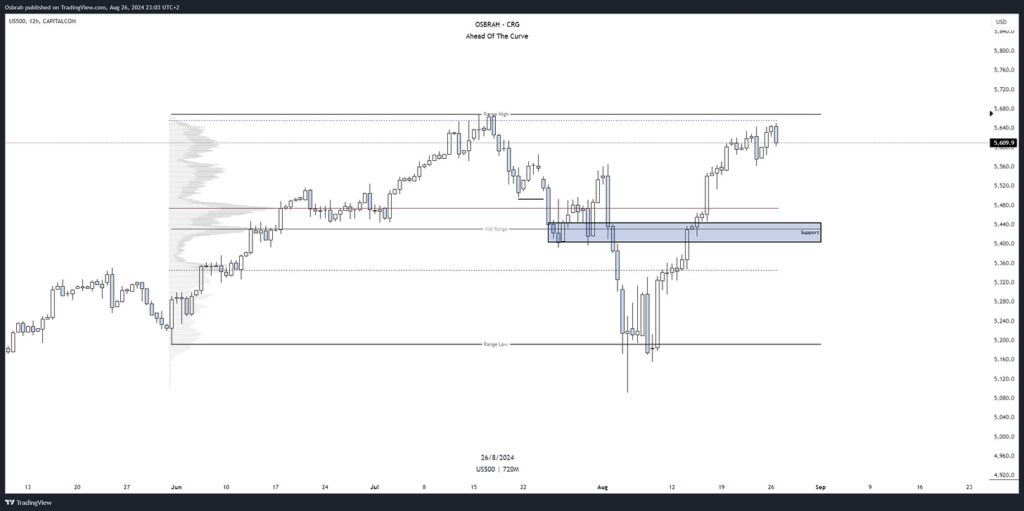 Osbrah published on TradingView.com, Aug 26, 2024 23:03 UTC+2
US500, 12h, CAPITALCOM
USD
OSBRAH - CRG
Ahead Of The Curve
5,840.0
5,800.0
5,760.0
5,720.0
5,680.0
5,640.0
5,609.9
5,600.0
5,560.0
5,520.0
5,480.0
5,440.0
5,400.0
5,360.0
5,320.0
5,280.0
5,240.0
5,200.0
5,160.0
5,120.0
5,080.0
5,040.0
5,000.0
4,960.0
4,920.0
Range High
Mid Range
Support
Range Low
26/8/2024
US500 | 720M
13 20 27 Jun 10 17 24 Jul 8 15 22 Aug 12 19 26 Sep 9 16 23
TradingView